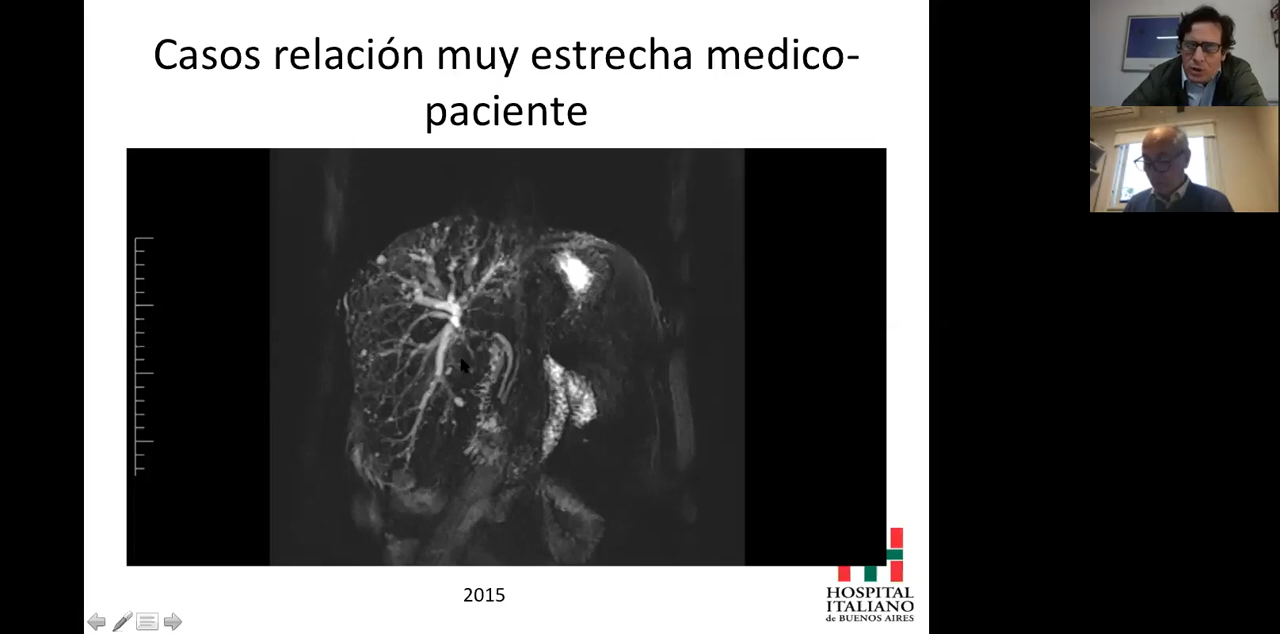 Casos relación muy estrecha medico-
paciente
2015
HOSPITAL
ITALIANO
de BUENOS AIRES